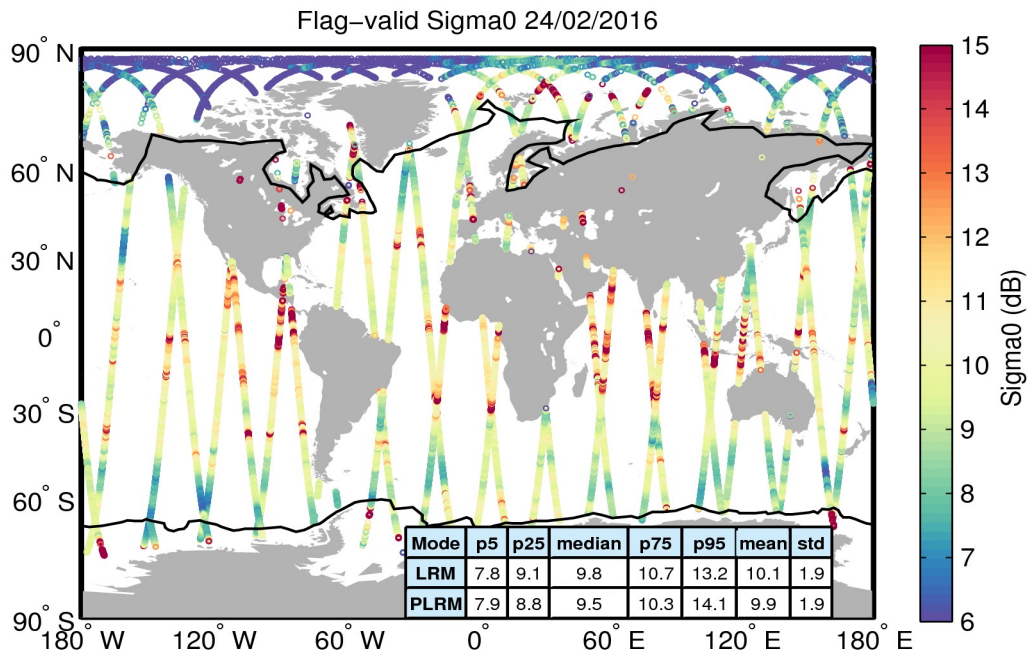 Flag-valid Sigma0 24/02/2016
90° N
60° N
30° N
0°
30° S
60° S
90° S
180° W
120° W
60° W
0°
60° E
120° E
180° E
15
14
13
12
11
10
9
8
7
6
Sigma0 (dB)
Mode p5 p25 median p75 p95 mean std
LRM 7.8 9.1 9.8 10.7 13.2 10.1 1.9
PLRM 7.9 8.8 9.5 10.3 14.1 9.9 1.9